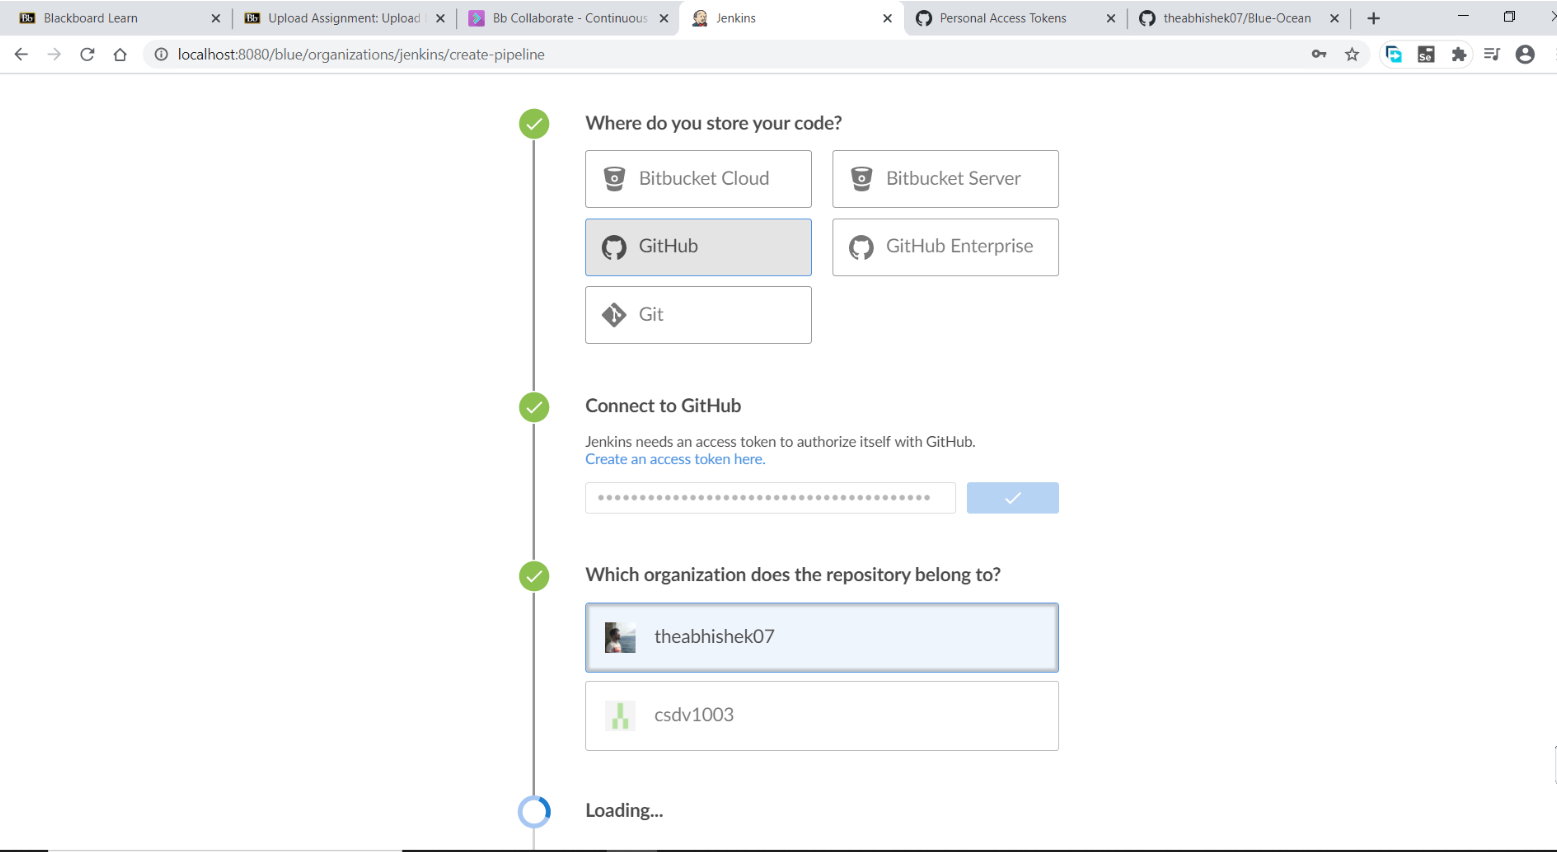 Bb Blackboard Learn
Bb Upload Assignment: Upload
Bb Collaborate - Continuous
Jenkins
Personal Access Tokens
theabhishek07/Blue-Ocean
localhost:8080/blue/organizations/jenkins/create-pipeline
Se
Where do you store your code?
Bitbucket Cloud
Bitbucket Server
GitHub
GitHub Enterprise
Git
Connect to GitHub
Jenkins needs an access token to authorize itself with GitHub.
Create an access token here.
Which organization does the repository belong to?
theabhishek07
csdv1003
Loading...